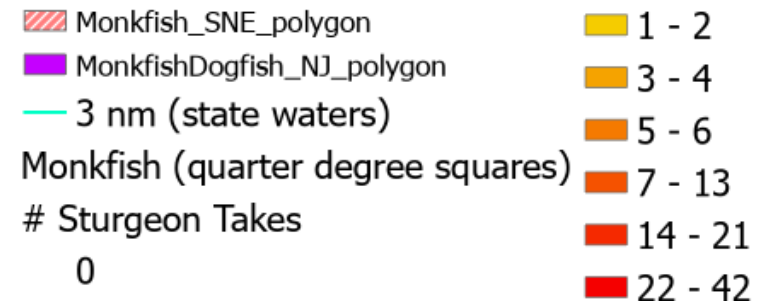 Monkfish_SNE_polygon
MonkfishDogfish_NJ_polygon
3 nm (state waters)
Monkfish (quarter degree squares)
# Sturgeon Takes
0
1 - 2
3 - 4
5 - 6
7 - 13
14 - 21
22 - 42